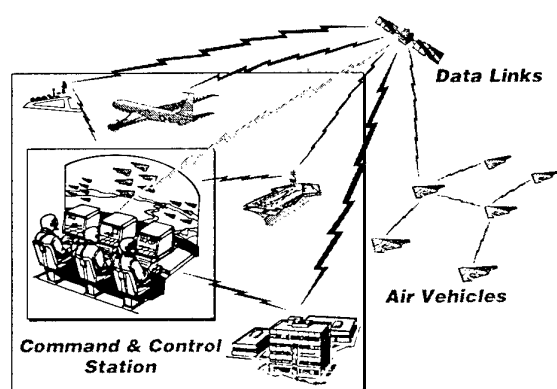 Data Links
Air Vehicles
Command & Control
Station